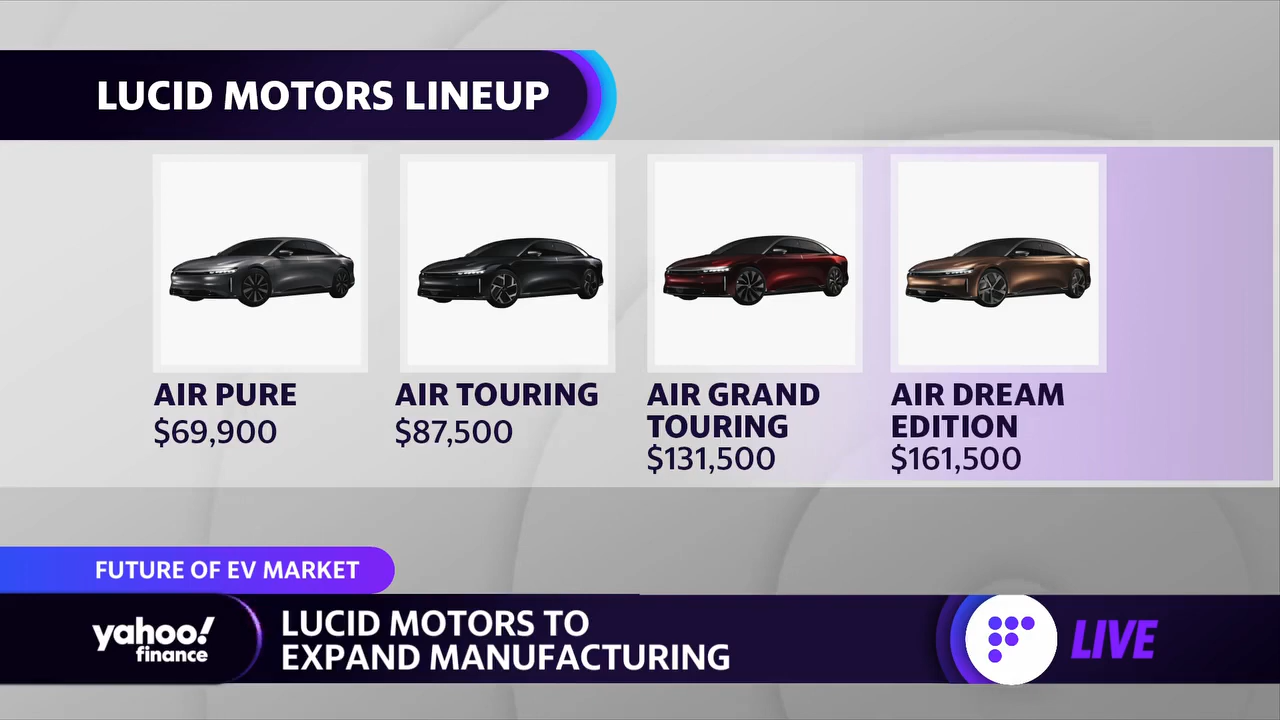 LUCID MOTORS LINEUP
AIR PURE
$69,900
AIR TOURING
$87,500
AIR GRAND
TOURING
$131,500
AIR DREAM
EDITION
$161,500
FUTURE OF EV MARKET
yahoo!
finance
LUCID MOTORS TO
EXPAND MANUFACTURING
LIVE